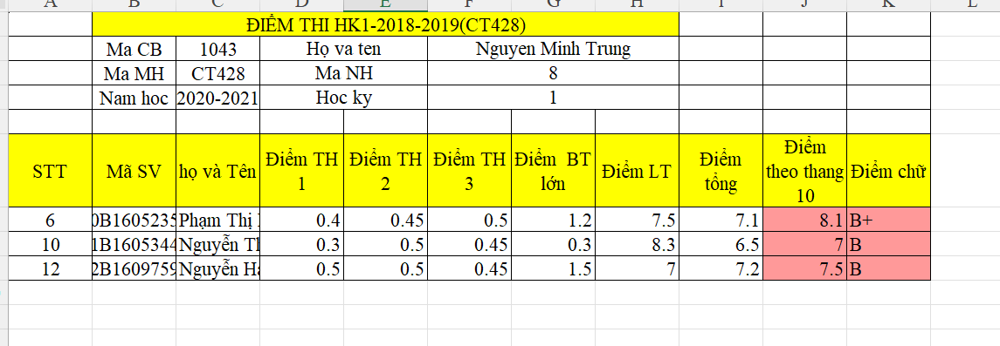 A B C D E F G H I J K L
ĐIỂM THI HK1-2018-2019(CT428)
Ma CB 1043 Họ va ten Nguyen Minh Trung
Ma MH CT428 Ma NH 8
Nam hoc 2020-2021 Hoc ky 1
STT Mã SV họ và Tên Điểm TH 1 Điểm TH 2 Điểm TH 3 Điểm BT lớn Điểm LT Điểm tổng Điểm theo thang 10 Điểm chữ
6 0B1605235 Phạm Thị 0.4 0.45 0.5 1.2 7.5 7.1 8.1 B+
10 1B1605344 Nguyễn 0.3 0.5 0.45 0.3 8.3 6.5 7 B
12 2B1609759 Nguyễn 0.5 0.5 0.45 1.5 7 7.2 7.5 B